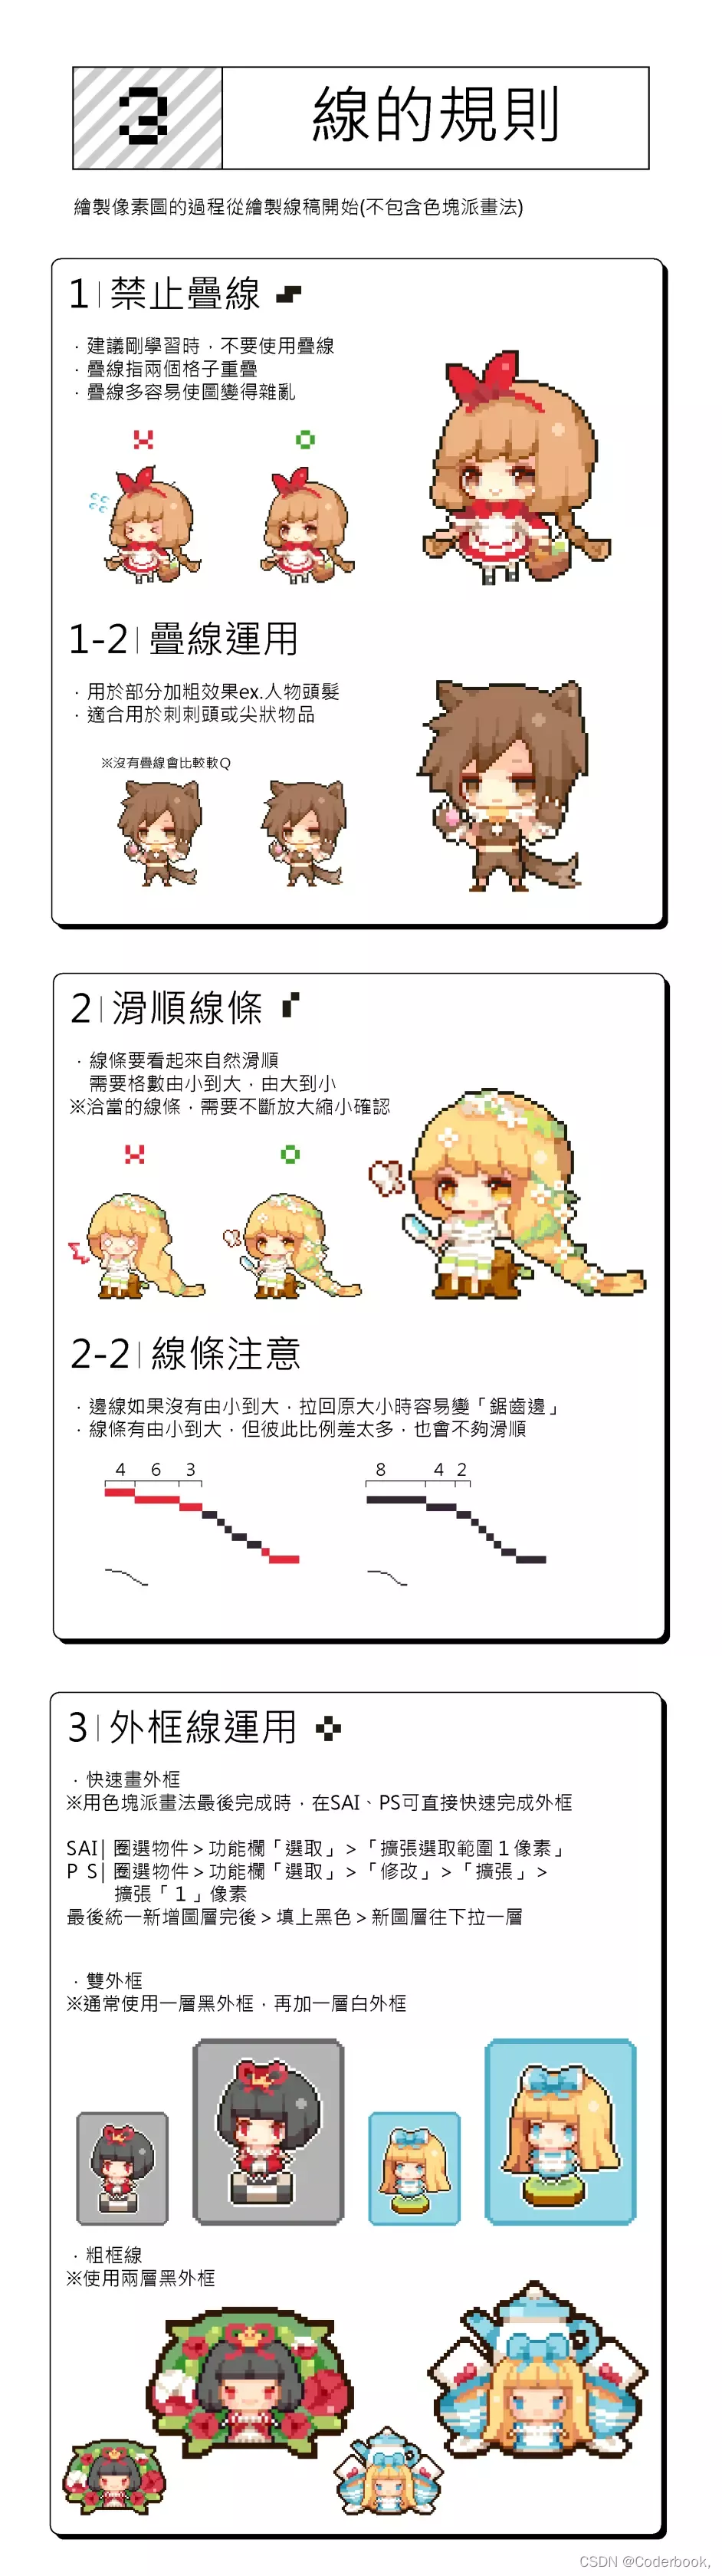 3
線的規則
繪製像素圖的過程從繪製線稿開始(不包含色塊派畫法)
1|禁止疊線
．建議剛學習時，不要使用疊線
．疊線指兩個格子重疊
．疊線多容易使圖變得雜亂
1-2|疊線運用
．用於部分加粗效果ex.人物頭髮
．適合用於刺刺頭或尖狀物品
※沒有疊線會比較軟Q
2|滑順線條
．線條要看起來自然滑順
需要格數由小到大，由大到小
※洽當的線條，需要不斷放大縮小確認
2-2|線條注意
．邊線如果沒有由小到大，拉回原大小時容易變「鋸齒邊」
．線條有由小到大，但彼此比例差太多，也會不夠滑順
4 6 3
8 4 2
3|外框線運用
．快速畫外框
※用色塊派畫法最後完成時，在SAI、PS可直接快速完成外框
SAI| 圈選物件＞功能欄「選取」＞「擴張選取範圍１像素」
P S| 圈選物件＞功能欄「選取」＞「修改」＞「擴張」＞
擴張「１」像素
最後統一新增圖層完後＞填上黑色＞新圖層往下拉一層
．雙外框
※通常使用一層黑外框，再加一層白外框
．粗框線
※使用兩層黑外框
CSDN @Coderbook,